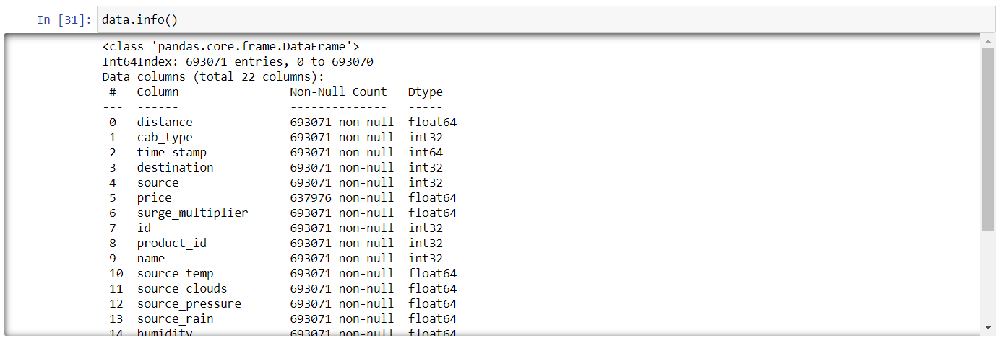 In [31]: data.info()
<class 'pandas.core.frame.DataFrame'>
Int64Index: 693071 entries, 0 to 693070
Data columns (total 22 columns):
 #   Column                Non-Null Count   Dtype
---  ------                --------------   -----
 0   distance              693071 non-null  float64
 1   cab_type              693071 non-null  int32
 2   time_stamp            693071 non-null  int64
 3   destination           693071 non-null  int32
 4   source                693071 non-null  int32
 5   price                 637976 non-null  float64
 6   surge_multiplier      693071 non-null  float64
 7   id                    693071 non-null  int32
 8   product_id            693071 non-null  int32
 9   name                  693071 non-null  int32
 10  source_temp           693071 non-null  float64
 11  source_clouds         693071 non-null  float64
 12  source_pressure       693071 non-null  float64
 13  source_rain           693071 non-null  float64
 14  humidity              693071 non-null  float64